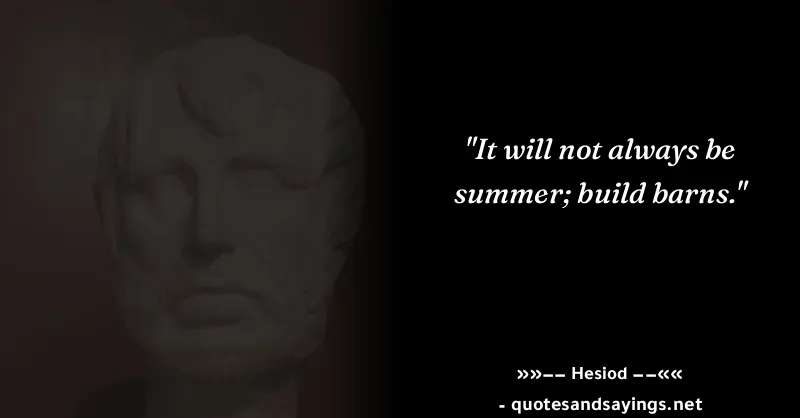 "It will not always be
summer; build barns."
»»—— Hesiod ——««
- quotesandsayings.net